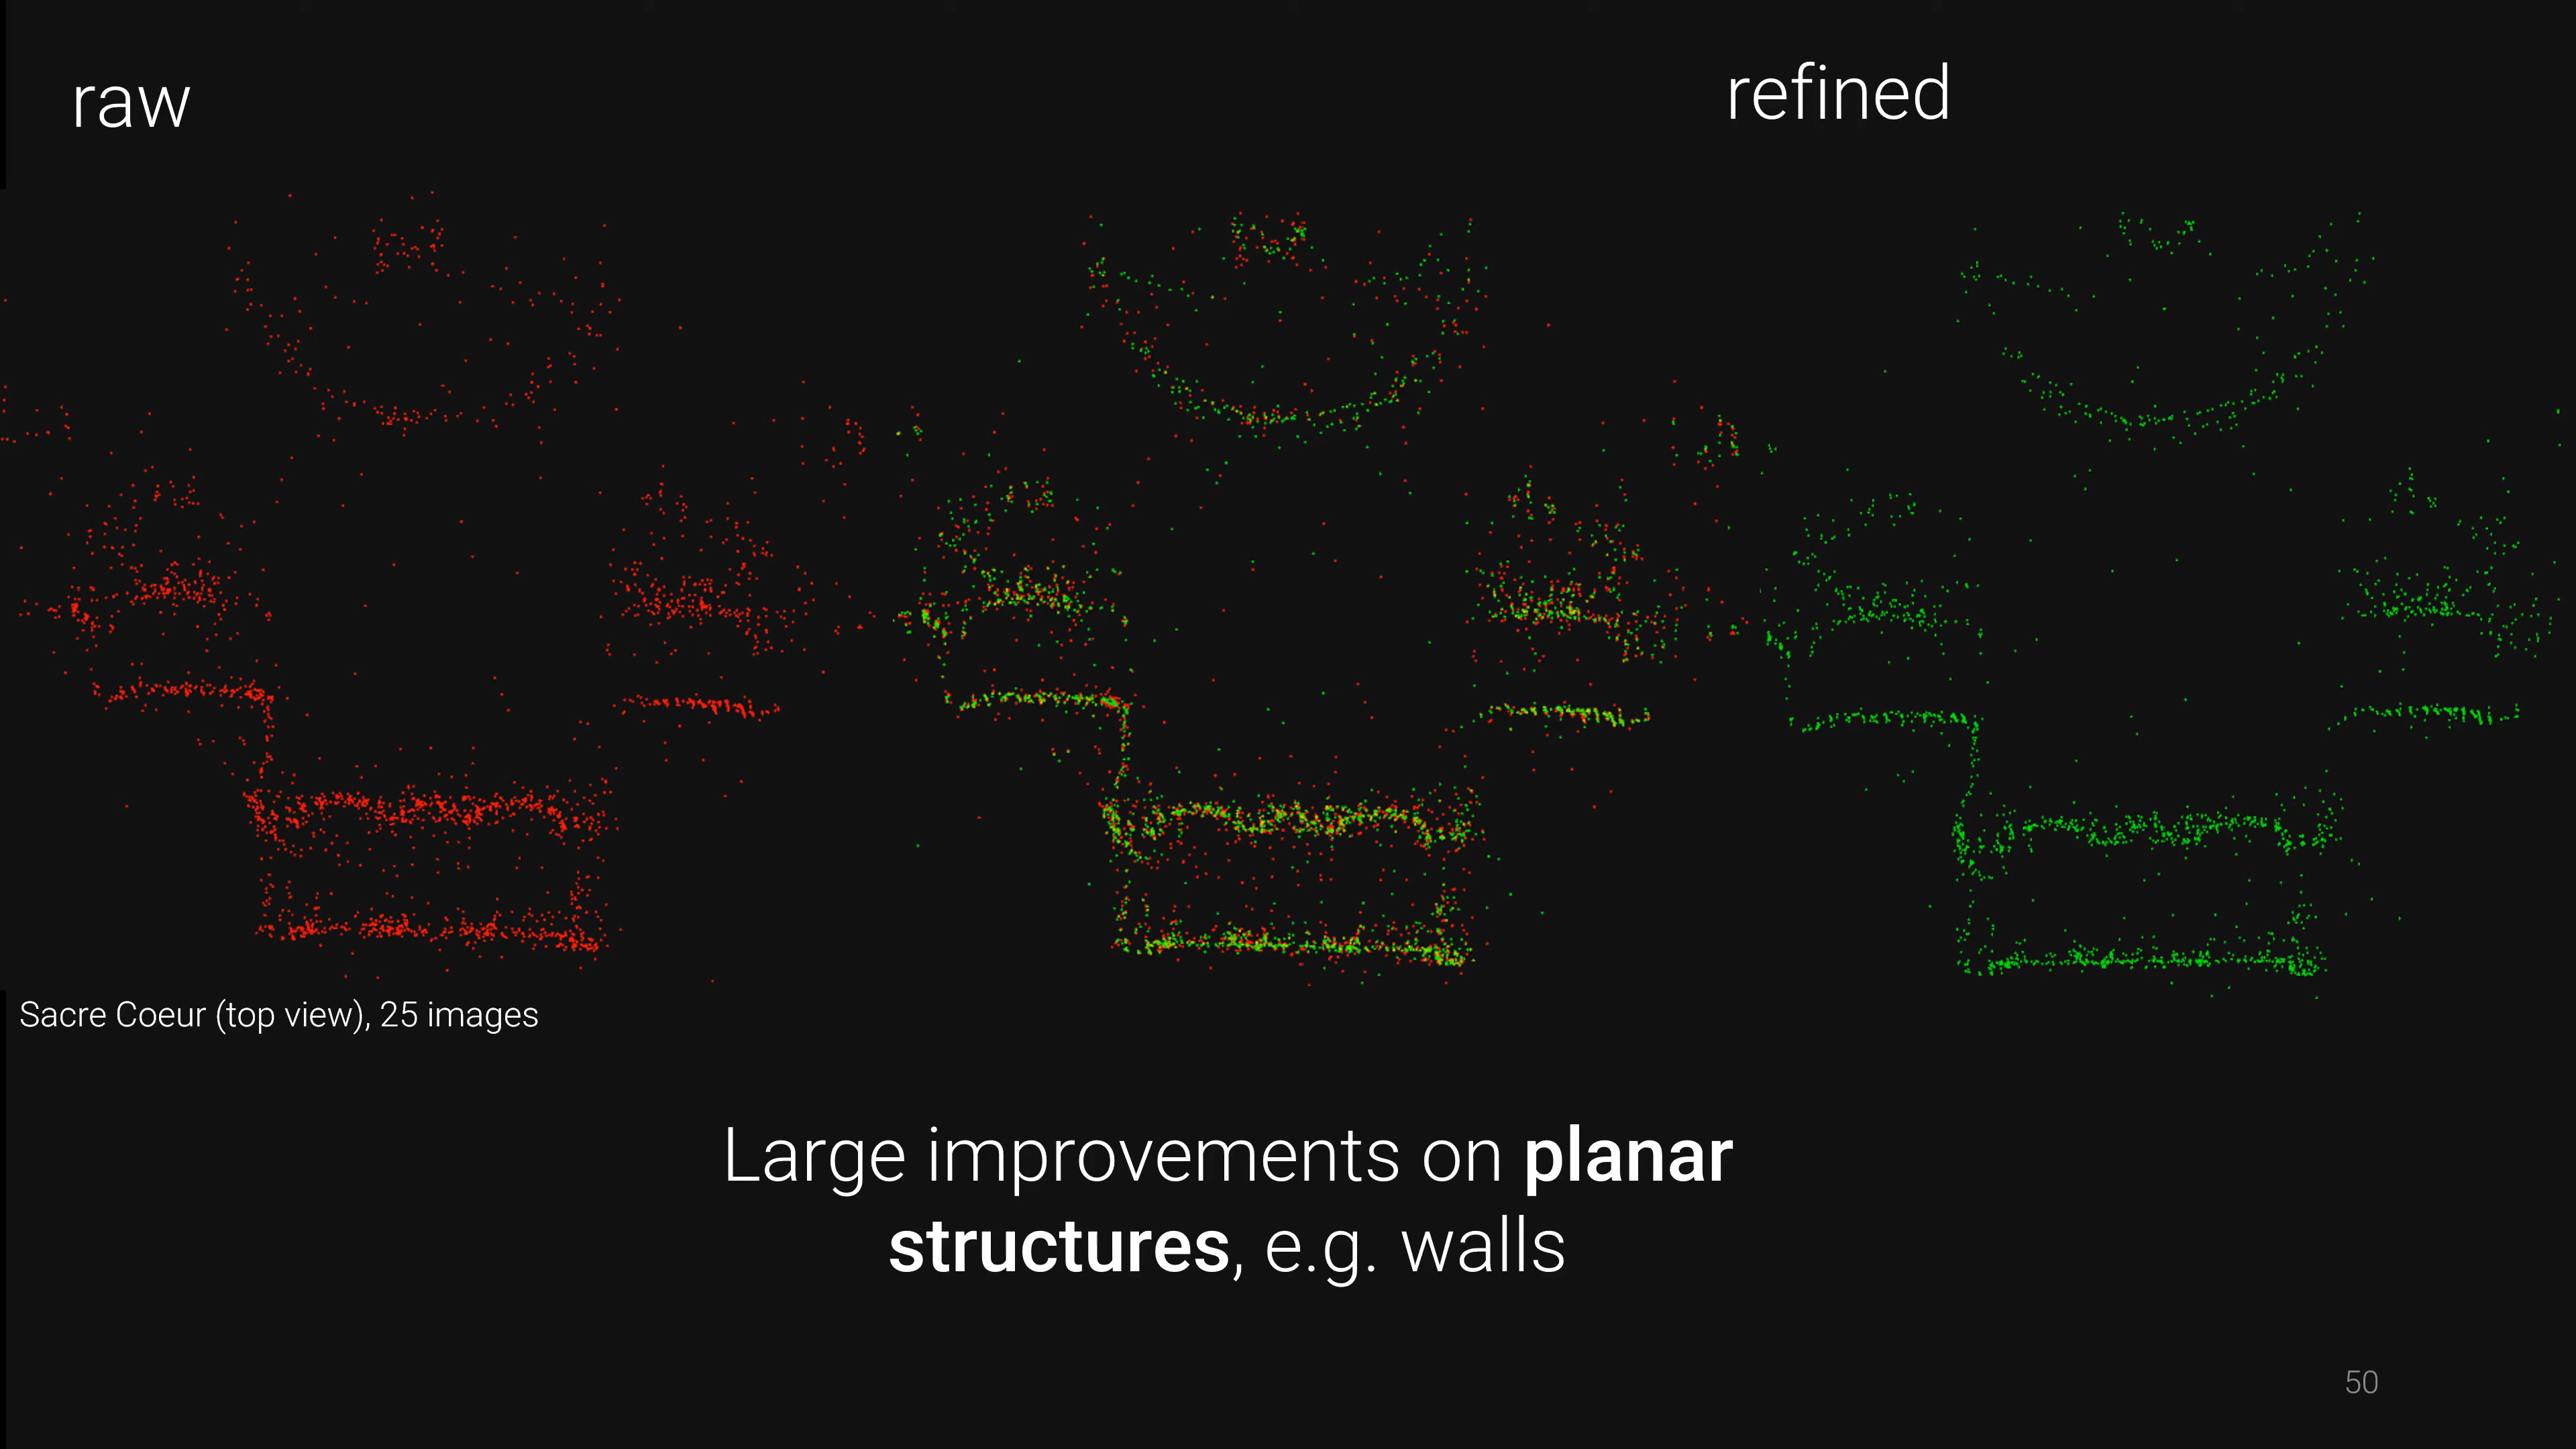 raw
refined
Sacre Coeur (top view), 25 images
Large improvements on planar
structures, e.g. walls
50